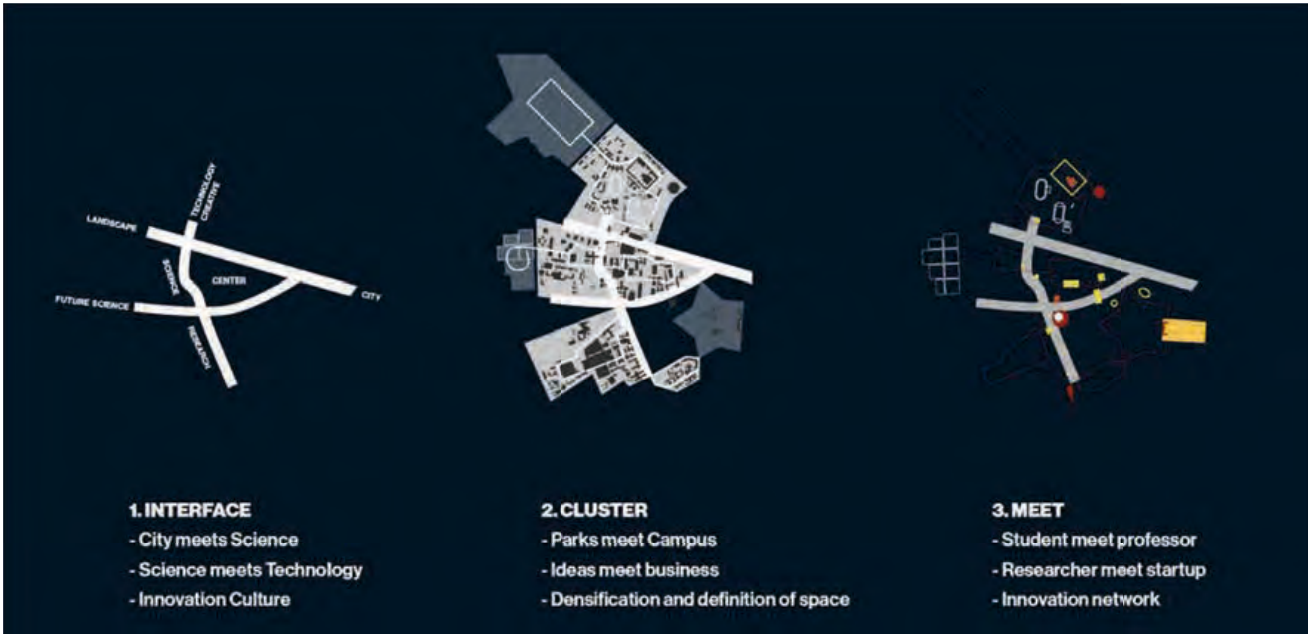 TECHNOLOGY
CREATIVE
LANDSCAPE
SCIENCE
CENTER
CITY
FUTURE SCIENCE
RESEARCH
1. INTERFACE
- City meets Science
- Science meets Technology
- Innovation Culture
2. CLUSTER
- Parks meet Campus
- Ideas meet business
- Densification and definition of space
3. MEET
- Student meet professor
- Researcher meet startup
- Innovation network